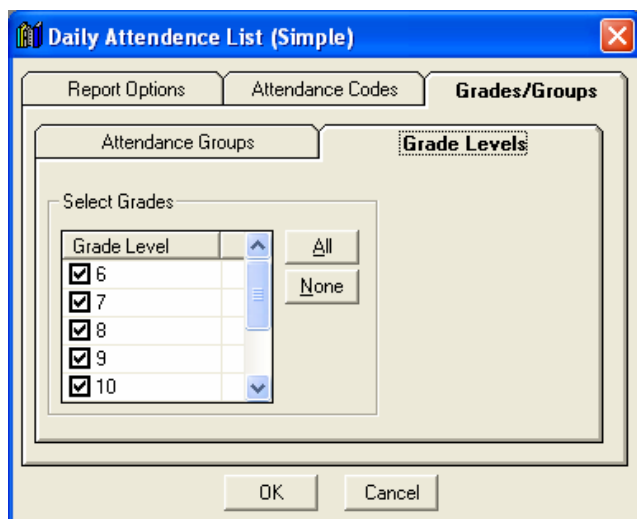 Daily Attendence List (Simple)
Report Options Attendance Codes Grades/Groups
Attendance Groups Grade Levels
Select Grades
Grade Level All
6
7 None
8
9
10
OK Cancel